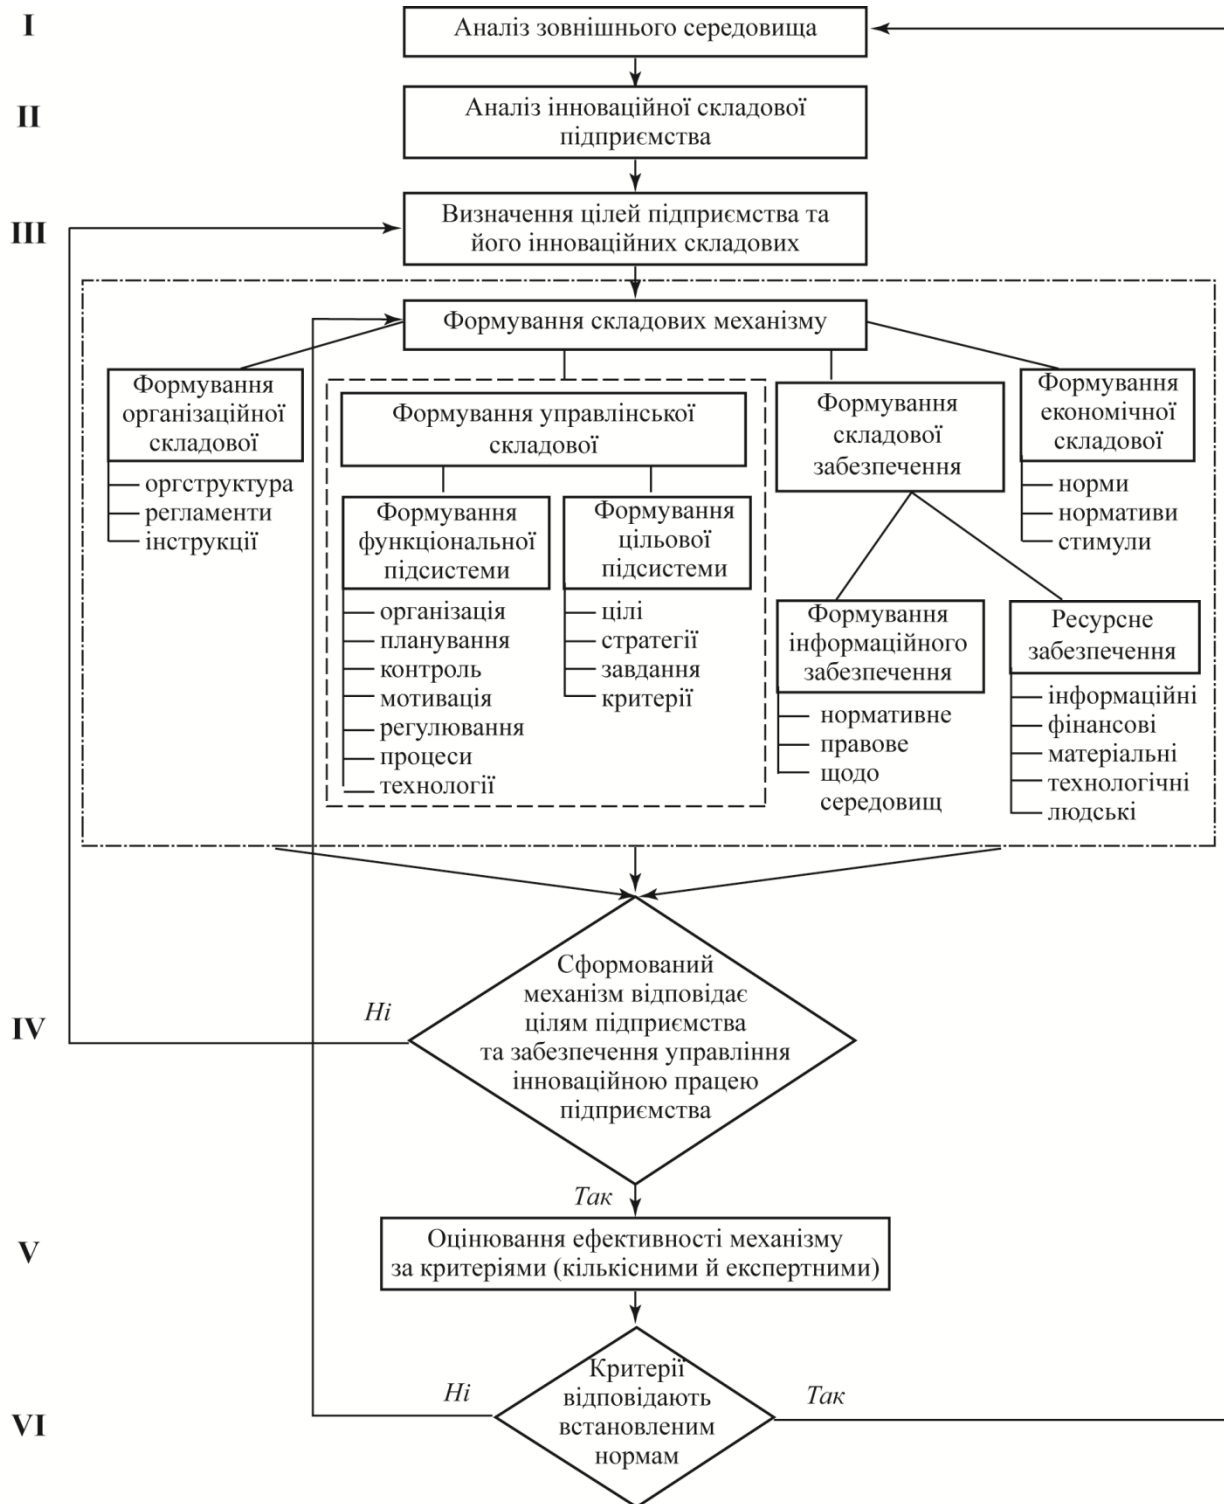 I
Аналіз зовнішнього середовища
II
Аналіз інноваційної складової
підприємства
III
Визначення цілей підприємства та
його інноваційних складових
Формування складових механізму
Формування
організаційної
складової
оргструктура
регламенти
інструкції
Формування управлінської
складової
Формування
функціональної
підсистеми
організація
планування
контроль
мотивація
регулювання
процеси
технології
Формування
цільової
підсистеми
цілі
стратегії
завдання
критерії
Формування
складової
забезпечення
Формування
інформаційного
забезпечення
нормативне
правове
щодо
середовищ
Ресурсне
забезпечення
інформаційні
фінансові
матеріальні
технологічні
людські
Формування
економічної
складової
норми
нормативи
стимули
IV
Ні
Сформований
механізм відповідає
цілям підприємства
та забезпечення управління
інноваційною працею
підприємства
Так
V
Оцінювання ефективності механізму
за критеріями (кількісними й експертними)
VI
Ні
Критерії
відповідають
встановленим
нормам
Так